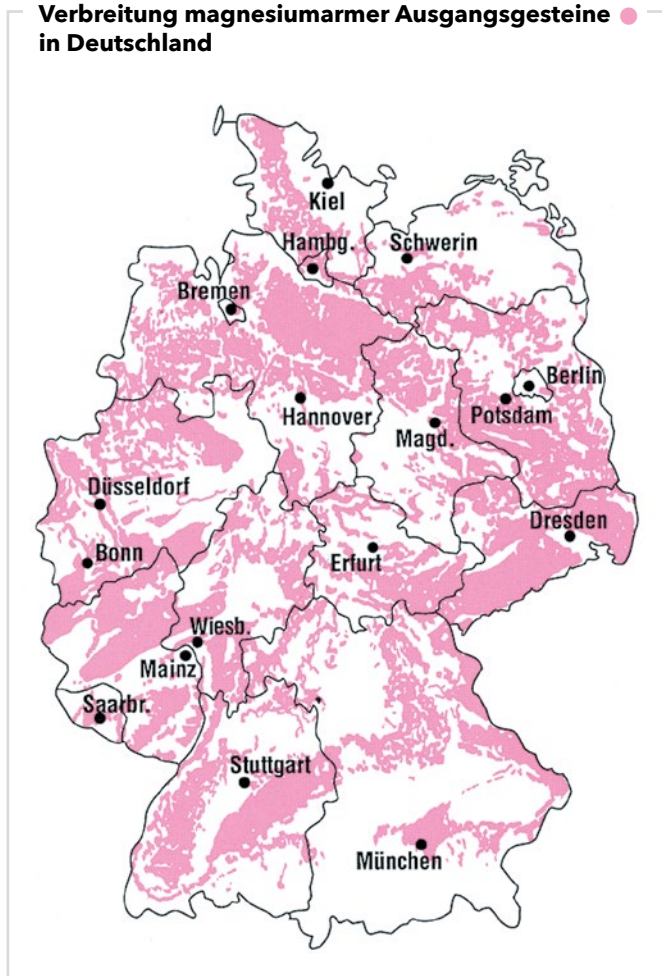 Verbreitung magnesiumarmer Ausgangsgesteine
in Deutschland
Kiel
Hambg.
Schwerin
Bremen
Berlin
Hannover
Potsdam
Magd.
Düsseldorf
Dresden
Bonn
Erfurt
Wiesb.
Mainz
Saarbr.
Stuttgart
München